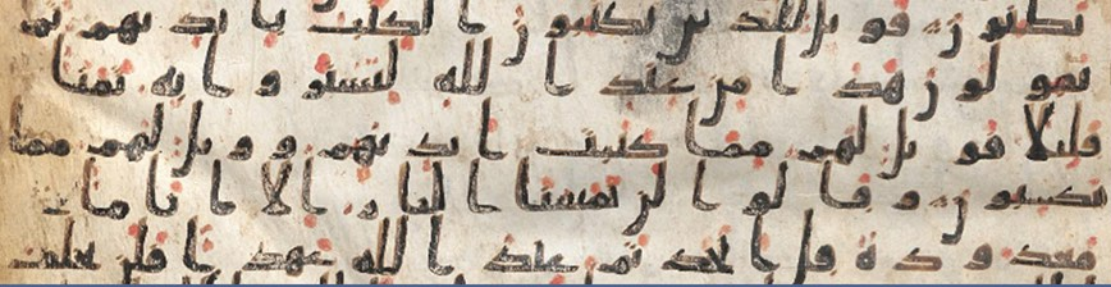 يظنون فويل للذين يكتبون الكتب بايديهم ثم
يقولون هذا من عند الله ليشتروا به ثمنا
قليلا فويل لهم مما كتبت ايديهم وويل لهم مما
يكسبون وقالوا لن تمسنا النار الا اياما
معدودة قل اتخذتم عند الله عهدا فلن يخلف